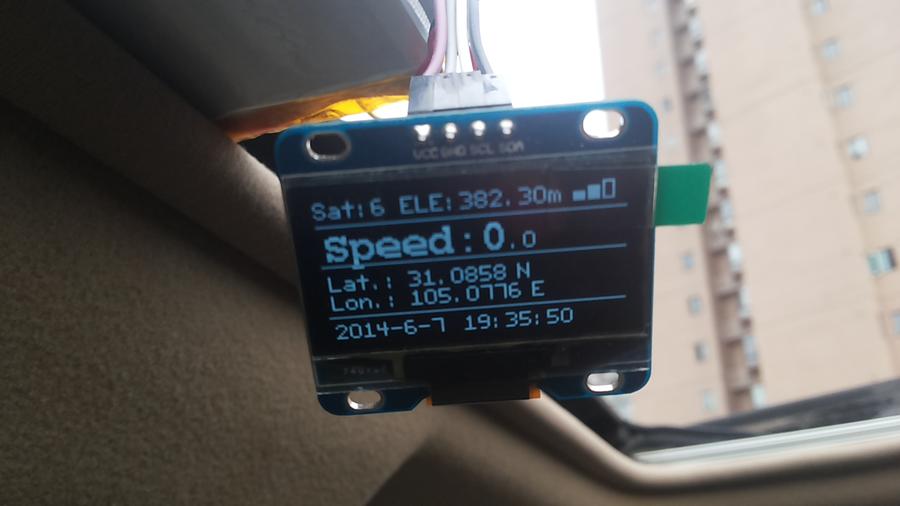 VCC GND SCL SDA
Sat:6 ELE:382.30m
Speed:0.0
Lat.: 31.0858 N
Lon.: 105.0776 E
2014-6-7 19:35:50